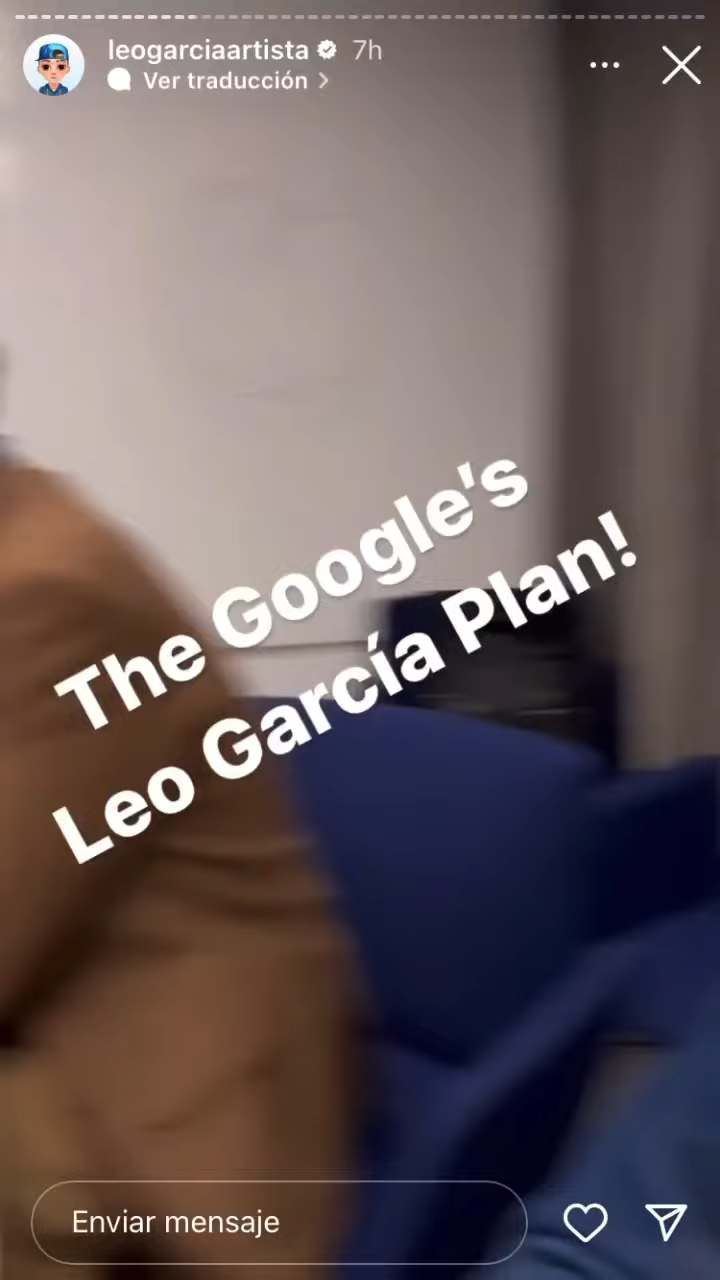 leogarciaartista 7h
Ver traducción
The Google's
Leo García Plan!
Enviar mensaje